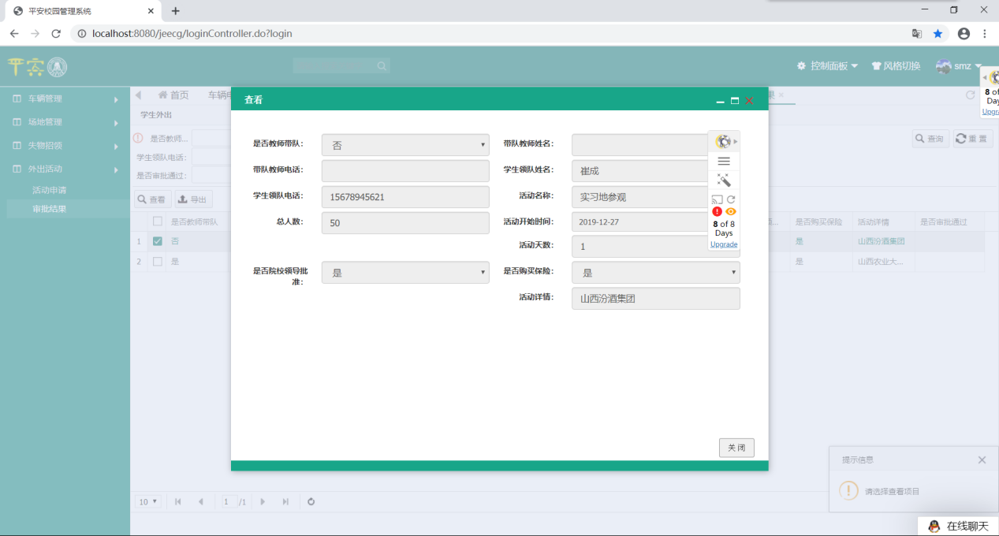 平安校园管理系统
localhost:8080/jeecg/loginController.do?login
平安
控制面板
风格切换
smz
车辆管理
场地管理
失物招领
外出活动
活动申请
审批结果
首页
学生外出
是否教师...
学生领队电话:
是否审批通过:
查询
重置
查看
导出
是否教师带队
是否购买保险
活动详情
是否审批通过
1
否
是
山西汾酒集团
2
是
是
山西农业大...
查看
是否教师带队:
否
带队教师姓名:
带队教师电话:
学生领队姓名:
崔成
学生领队电话:
15678945621
活动名称:
实习地参观
总人数:
50
活动开始时间:
2019-12-27
活动天数:
1
是否院校领导批
准:
是
是否购买保险:
是
活动详情:
山西汾酒集团
8 of 8
Days
Upgrade
8 of
Day
Upgra
关闭
10
1
/1
提示信息
请选择查看项目
在线聊天